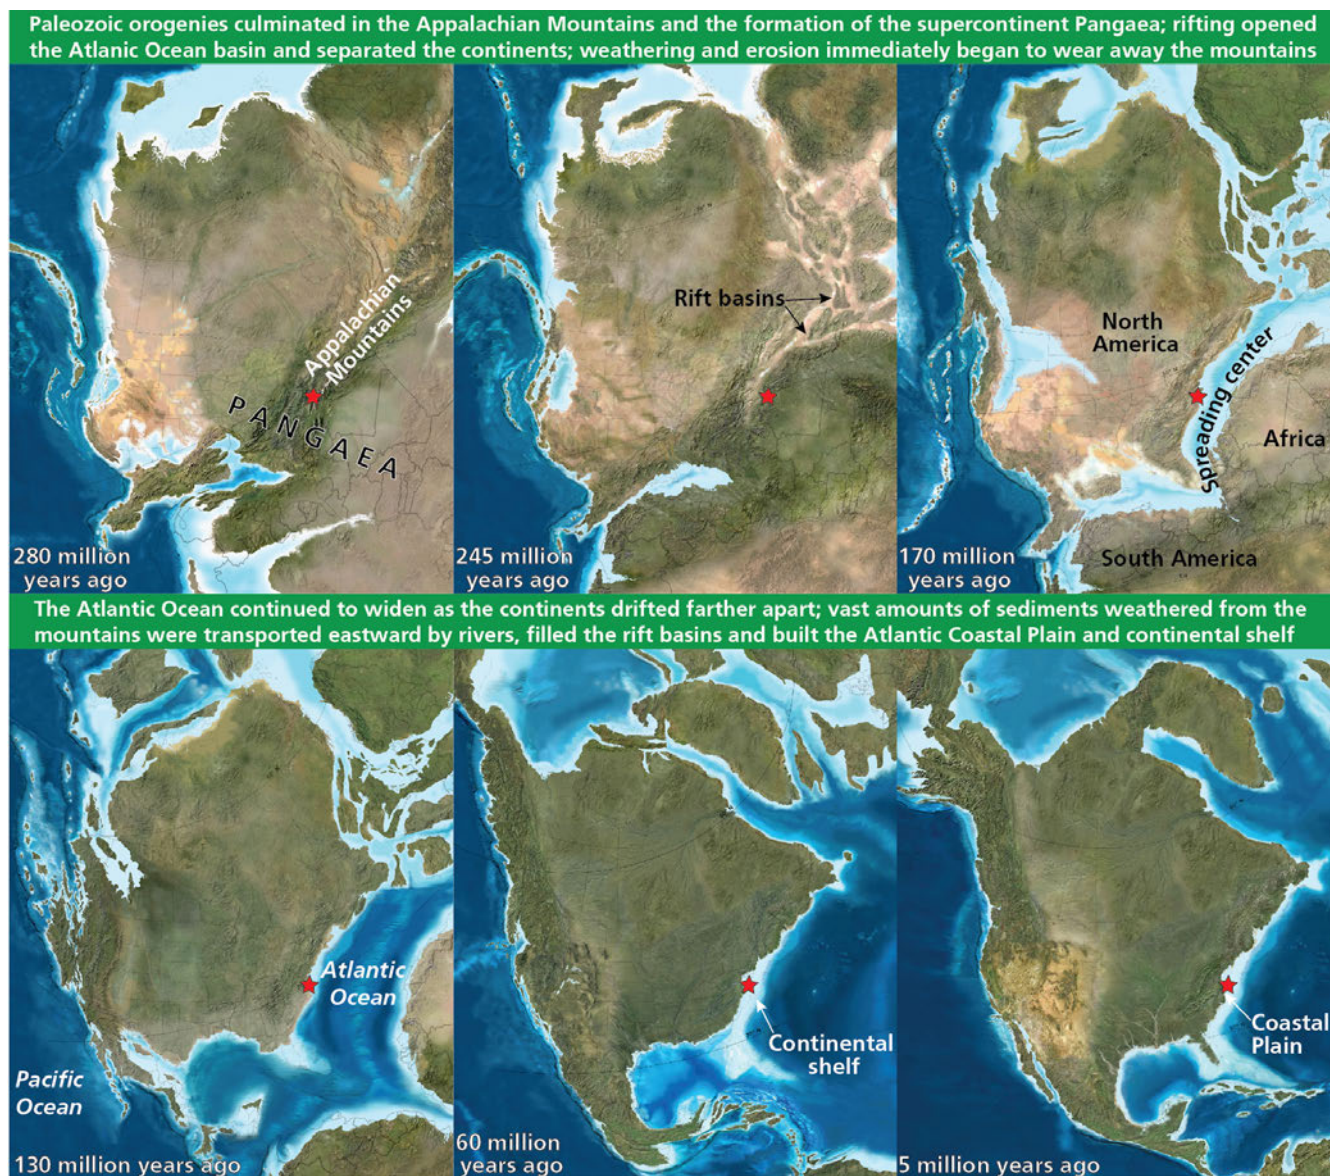 Paleozoic orogenies culminated in the Appalachian Mountains and the formation of the supercontinent Pangaea; rifting opened
the Atlanic Ocean basin and separated the continents; weathering and erosion immediately began to wear away the mountains
Appalachian
Mountains
PANGAEA
280 million
years ago
Rift basins
245 million
years ago
North
America
Spreading center
Africa
South America
170 million
years ago
The Atlantic Ocean continued to widen as the continents drifted farther apart; vast amounts of sediments weathered from the
mountains were transported eastward by rivers, filled the rift basins and built the Atlantic Coastal Plain and continental shelf
Atlantic
Ocean
Pacific
Ocean
130 million years ago
Continental
shelf
60 million
years ago
Coastal
Plain
5 million years ago